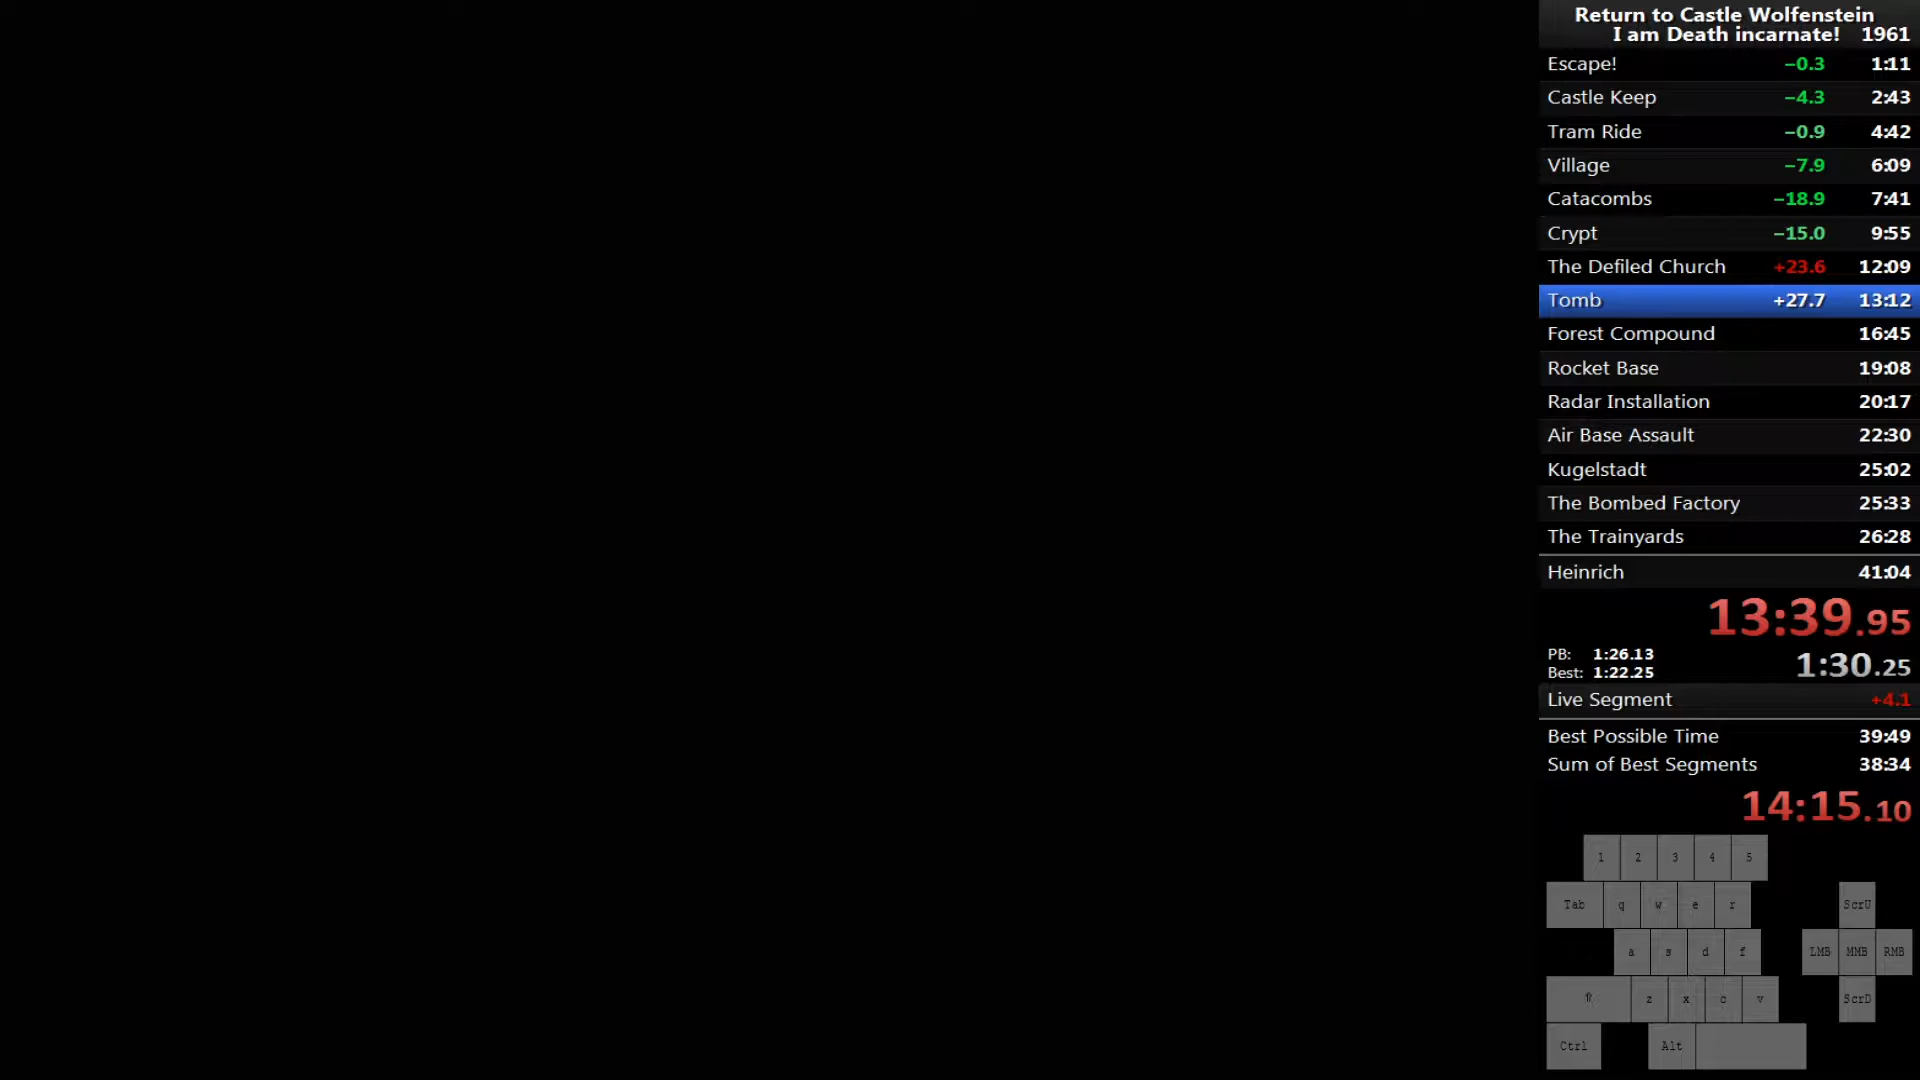 Return to Castle Wolfenstein
I am Death incarnate! 1961
Escape! −0.3 1:11
Castle Keep −4.3 2:43
Tram Ride −0.9 4:42
Village −7.9 6:09
Catacombs −18.9 7:41
Crypt −15.0 9:55
The Defiled Church +23.6 12:09
Tomb +27.7 13:12
Forest Compound 16:45
Rocket Base 19:08
Radar Installation 20:17
Air Base Assault 22:30
Kugelstadt 25:02
The Bombed Factory 25:33
The Trainyards 26:28
Heinrich 41:04
13:39.95
PB: 1:26.13
Best: 1:22.25
1:30.25
Live Segment +4.1
Best Possible Time 39:49
Sum of Best Segments 38:34
14:15.10
1 2 3 4 5
Tab q w e r ScrU
a s d f LMB MMB RMB
⇧ z x c v ScrD
Ctrl Alt